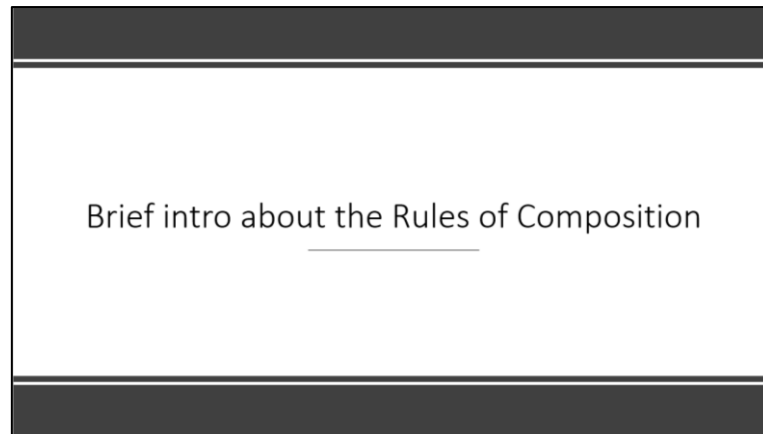 Brief intro about the Rules of Composition